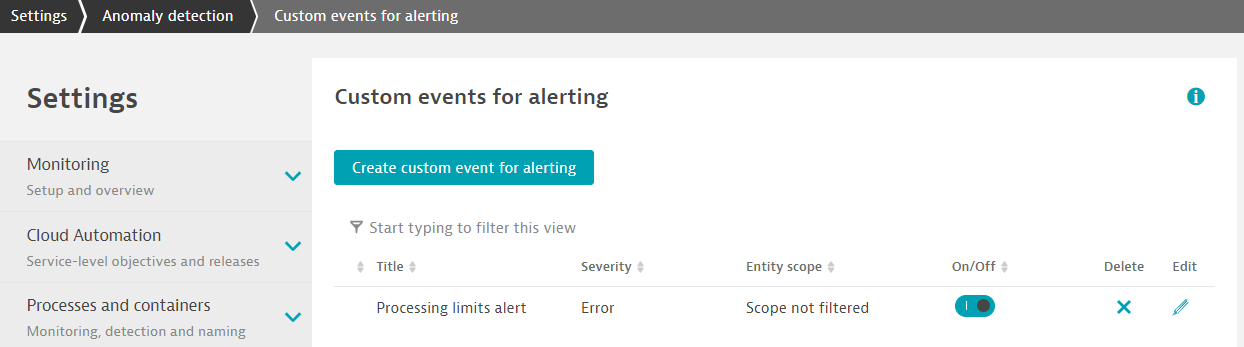 Settings Anomaly detection Custom events for alerting
Settings
Monitoring
Setup and overview
Cloud Automation
Service-level objectives and releases
Processes and containers
Monitoring, detection and naming
Custom events for alerting
Create custom event for alerting
Start typing to filter this view
Title Severity Entity scope On/Off Delete Edit
Processing limits alert Error Scope not filtered